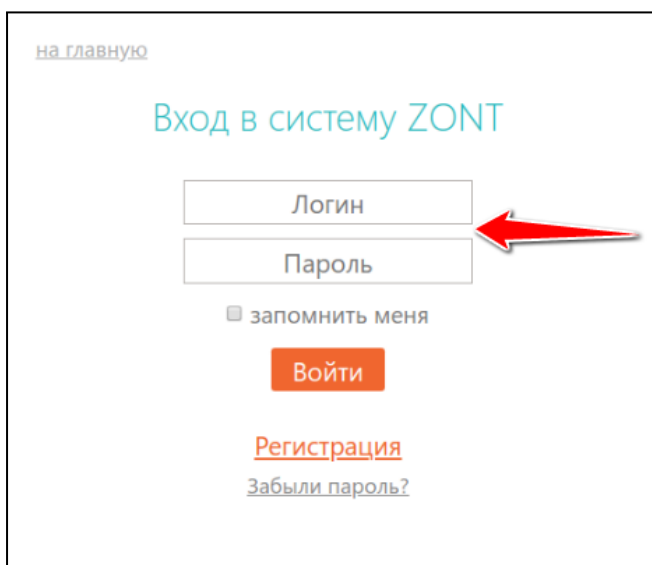 на главную
Вход в систему ZONT
Логин
Пароль
запомнить меня
Войти
Регистрация
Забыли пароль?